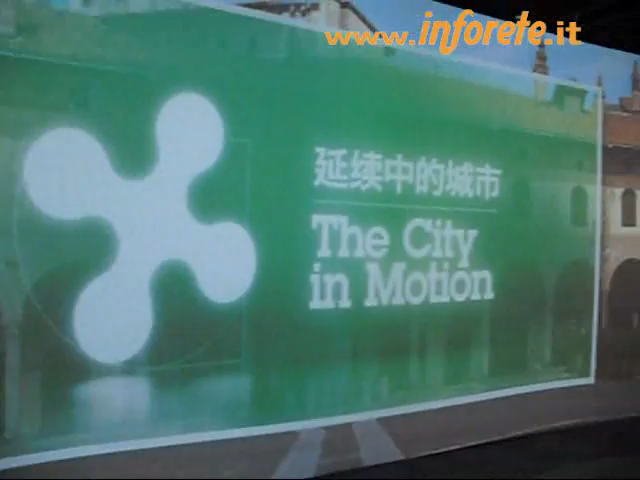 www.inforete.it
延续中的城市
The City
in Motion